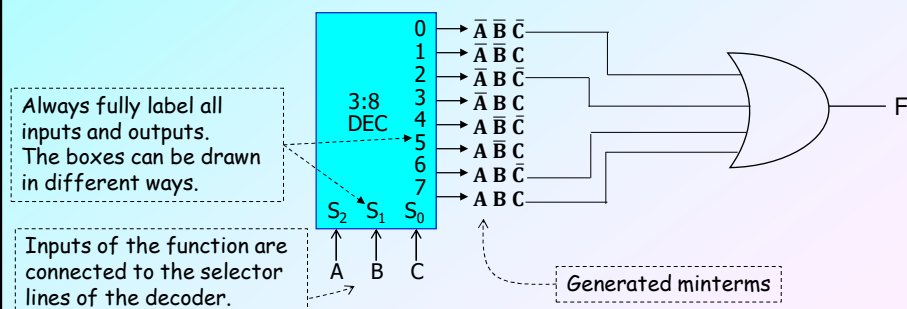 0 A̅ B̅ C̅
1 A̅ B̅ C
2 A̅ B C̅
3 A̅ B C
4 A B̅ C̅
5 A B̅ C
6 A B C̅
7 A B C
3:8
DEC
S₂ S₁ S₀
A B C
F
Always fully label all
inputs and outputs.
The boxes can be drawn
in different ways.
Inputs of the function are
connected to the selector
lines of the decoder.
Generated minterms